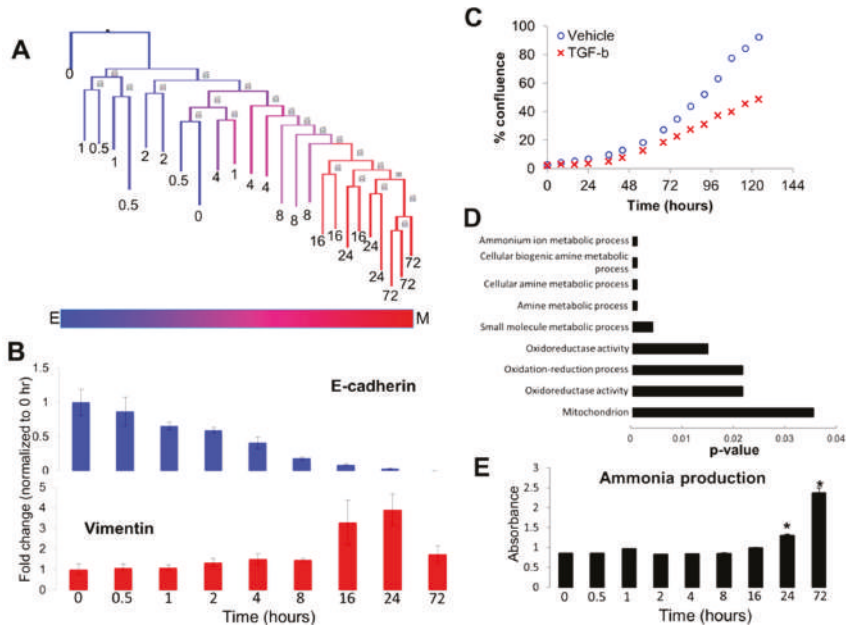 A
0
1
0.5
1
0.5
2
2
0.5
0
4
1
4
4
8
8
8
16
16
24
16
24
72
72
72
E
M
B
E-cadherin
1.5
1
0.5
0
Fold change (normalized to 0 hr)
Vimentin
5
4
3
2
1
0
0 0.5 1 2 4 8 16 24 72
Time (hours)
C
Vehicle
TGF-b
% confluence
100
80
60
40
20
0
0 24 48 72 96 120 144
Time (hours)
D
Ammonium ion metabolic process
Cellular biogenic amine metabolic
process
Cellular amine metabolic process
Amine metabolic process
Small molecule metabolic process
Oxidoreductase activity
Oxidation-reduction process
Oxidoreductase activity
Mitochondrion
0 0.01 0.02 0.03 0.04
p-value
E
Ammonia production
Absorbance
3
2.5
2
1.5
1
0.5
0
*
*
0 0.5 1 2 4 8 16 24 72
Time (hours)